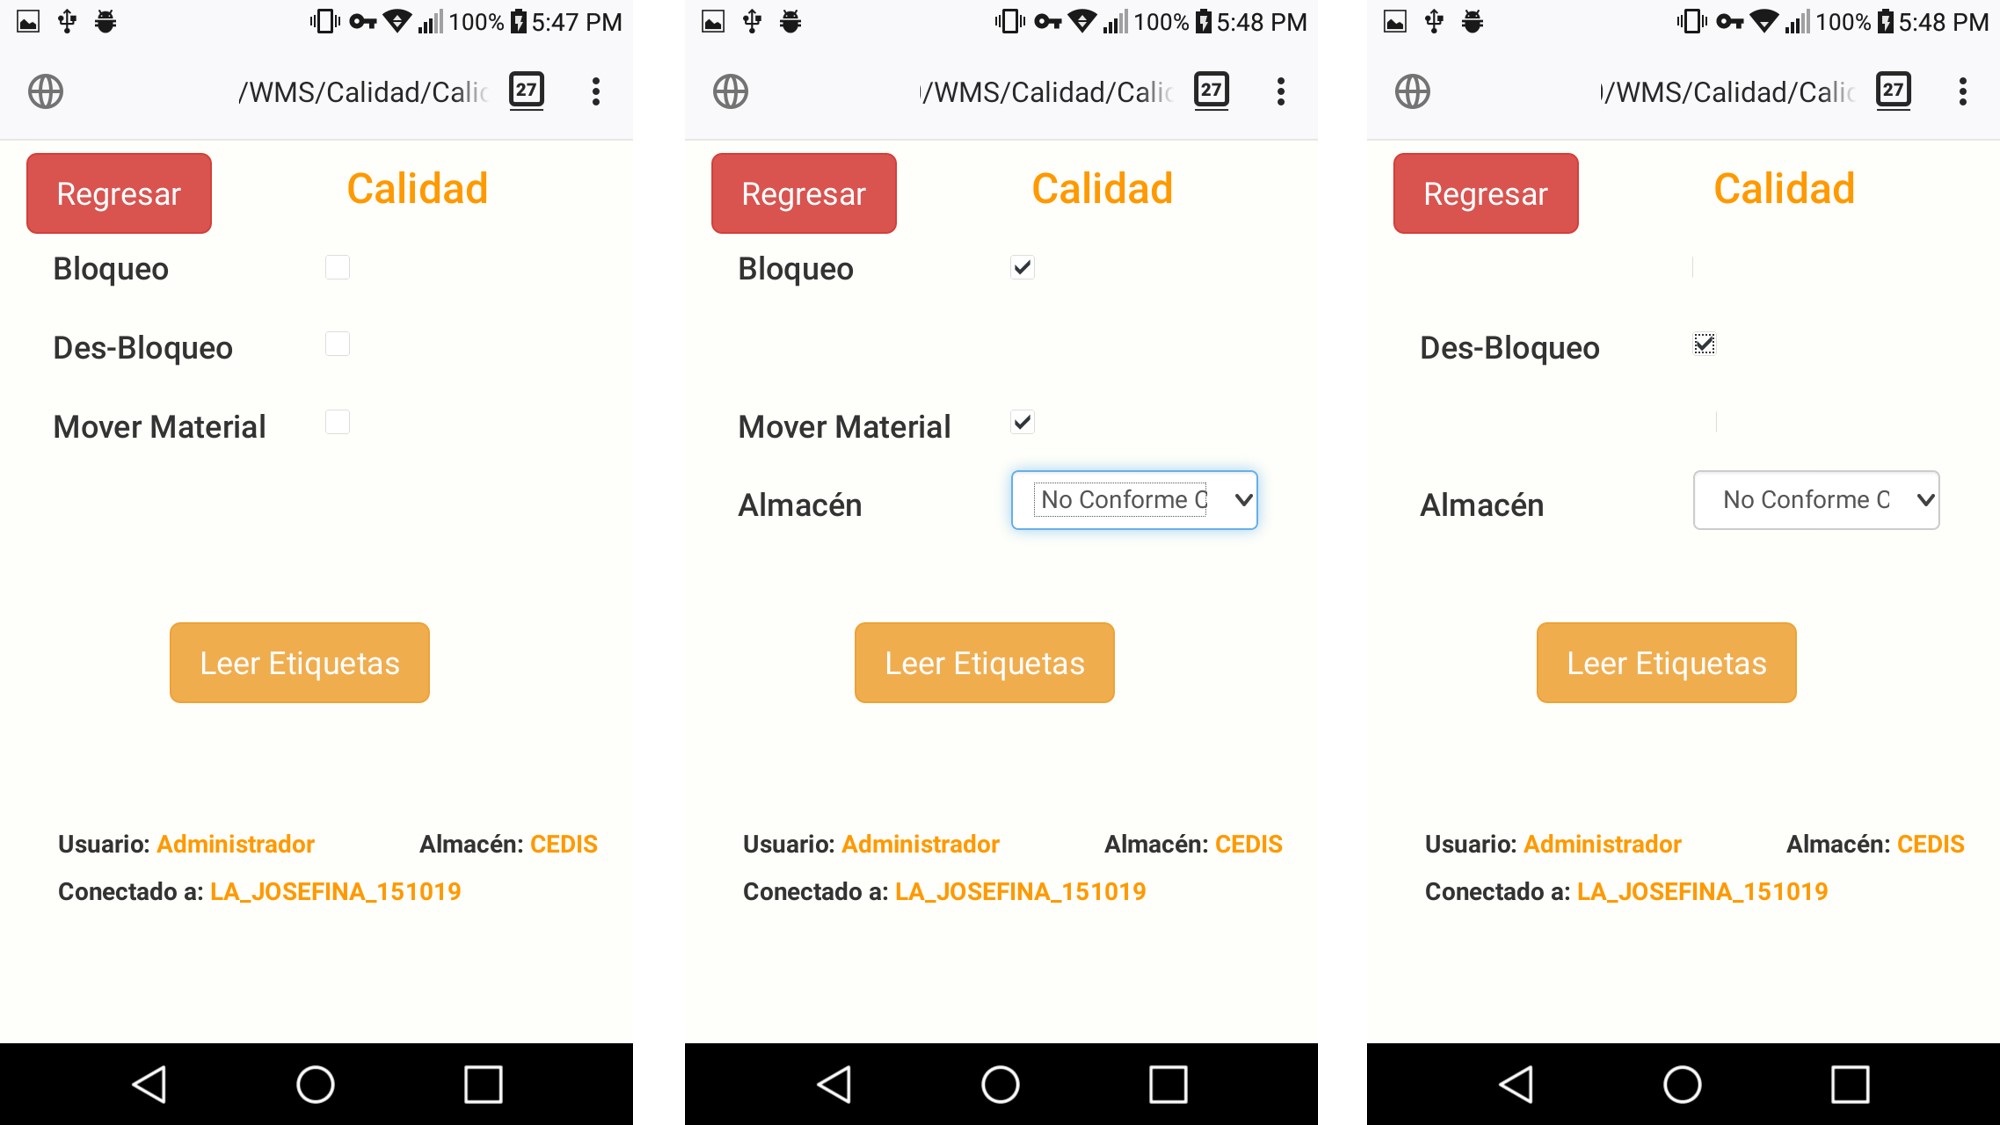 100% 5:47 PM
/WMS/Calidad/Calic
27
Regresar
Calidad
Bloqueo
Des-Bloqueo
Mover Material
Leer Etiquetas
Usuario: Administrador Almacén: CEDIS
Conectado a: LA_JOSEFINA_151019
100% 5:48 PM
/WMS/Calidad/Calic
27
Regresar
Calidad
Bloqueo
Mover Material
Almacén
No Conforme C
Leer Etiquetas
Usuario: Administrador Almacén: CEDIS
Conectado a: LA_JOSEFINA_151019
100% 5:48 PM
/WMS/Calidad/Calic
27
Regresar
Calidad
Des-Bloqueo
Almacén
No Conforme C
Leer Etiquetas
Usuario: Administrador Almacén: CEDIS
Conectado a: LA_JOSEFINA_151019